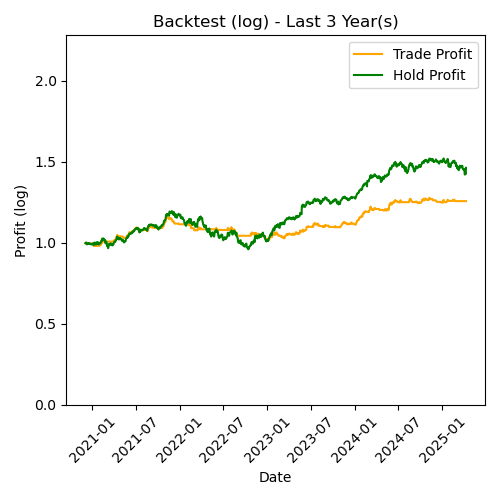 Backtest (log) - Last 3 Year(s)
Trade Profit
Hold Profit
Profit (log)
2.0
1.5
1.0
0.5
0.0
2021-01
2021-07
2022-01
2022-07
2023-01
2023-07
2024-01
2024-07
2025-01
Date